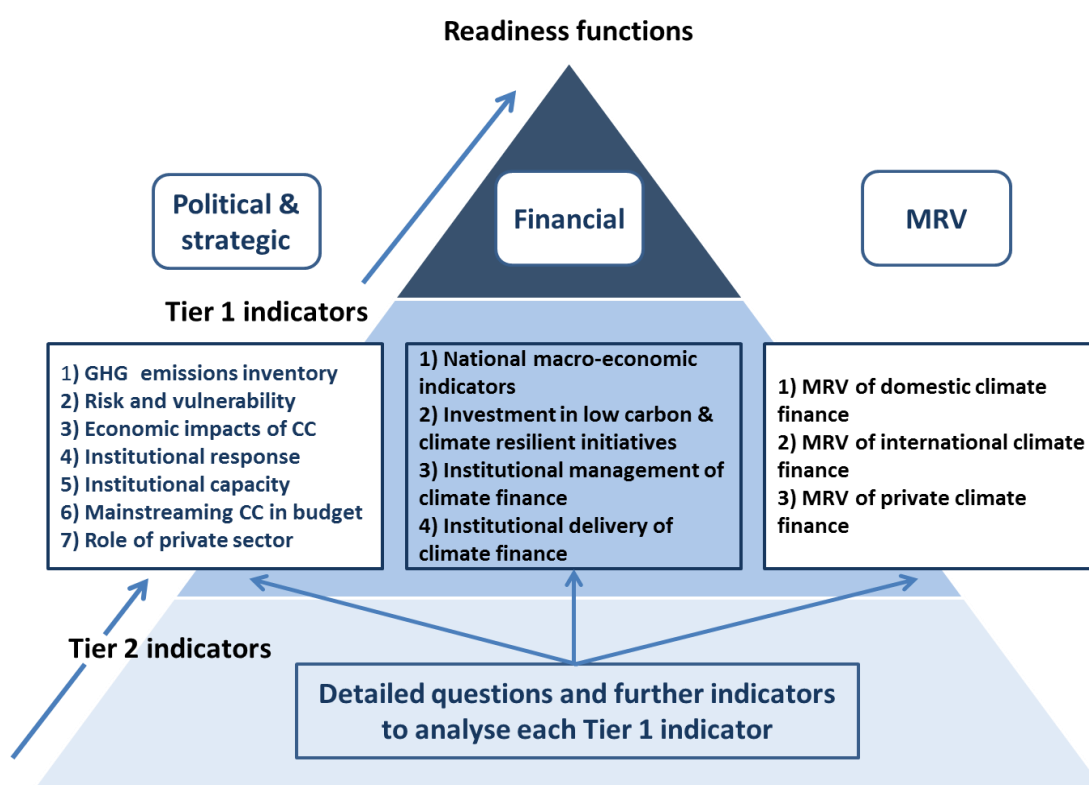 Readiness functions
Political &
strategic
Financial
MRV
Tier 1 indicators
1) GHG emissions inventory
2) Risk and vulnerability
3) Economic impacts of CC
4) Institutional response
5) Institutional capacity
6) Mainstreaming CC in budget
7) Role of private sector
1) National macro-economic
indicators
2) Investment in low carbon &
climate resilient initiatives
3) Institutional management of
climate finance
4) Institutional delivery of
climate finance
1) MRV of domestic climate
finance
2) MRV of international climate
finance
3) MRV of private climate
finance
Tier 2 indicators
Detailed questions and further indicators
to analyse each Tier 1 indicator